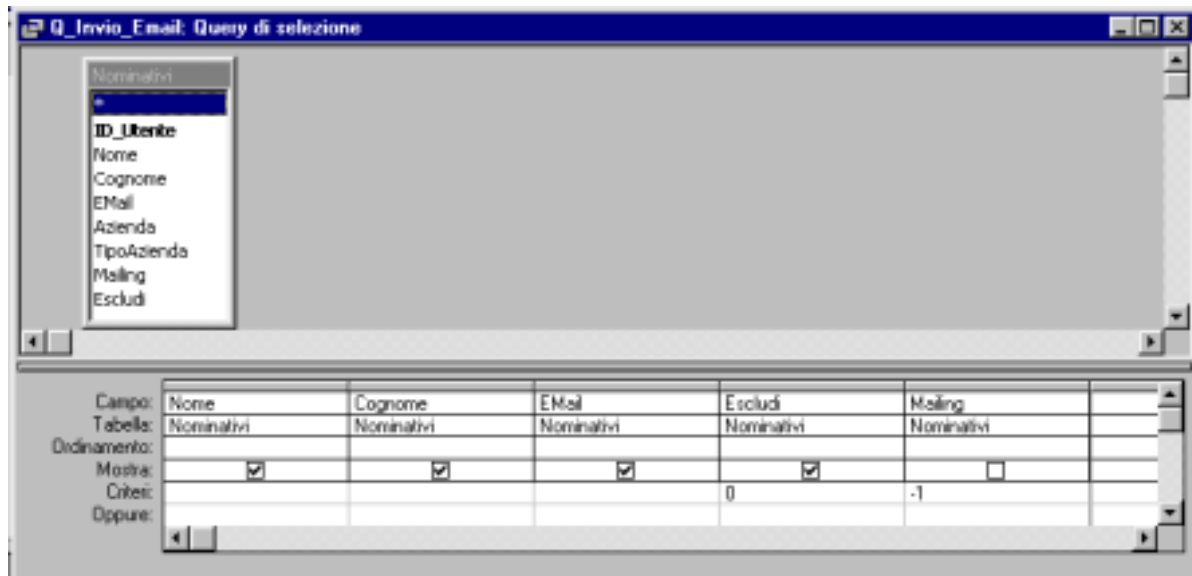 Q_Invio_Email: Query di selezione
Nominativi
*
ID_Utente
Nome
Cognome
EMail
Azienda
TipoAzienda
Mailing
Escludi
Campo: Nome Cognome EMail Escludi Mailing
Tabella: Nominativi Nominativi Nominativi Nominativi Nominativi
Ordinamento:
Mostra:
Criteri: 0 -1
Oppure: